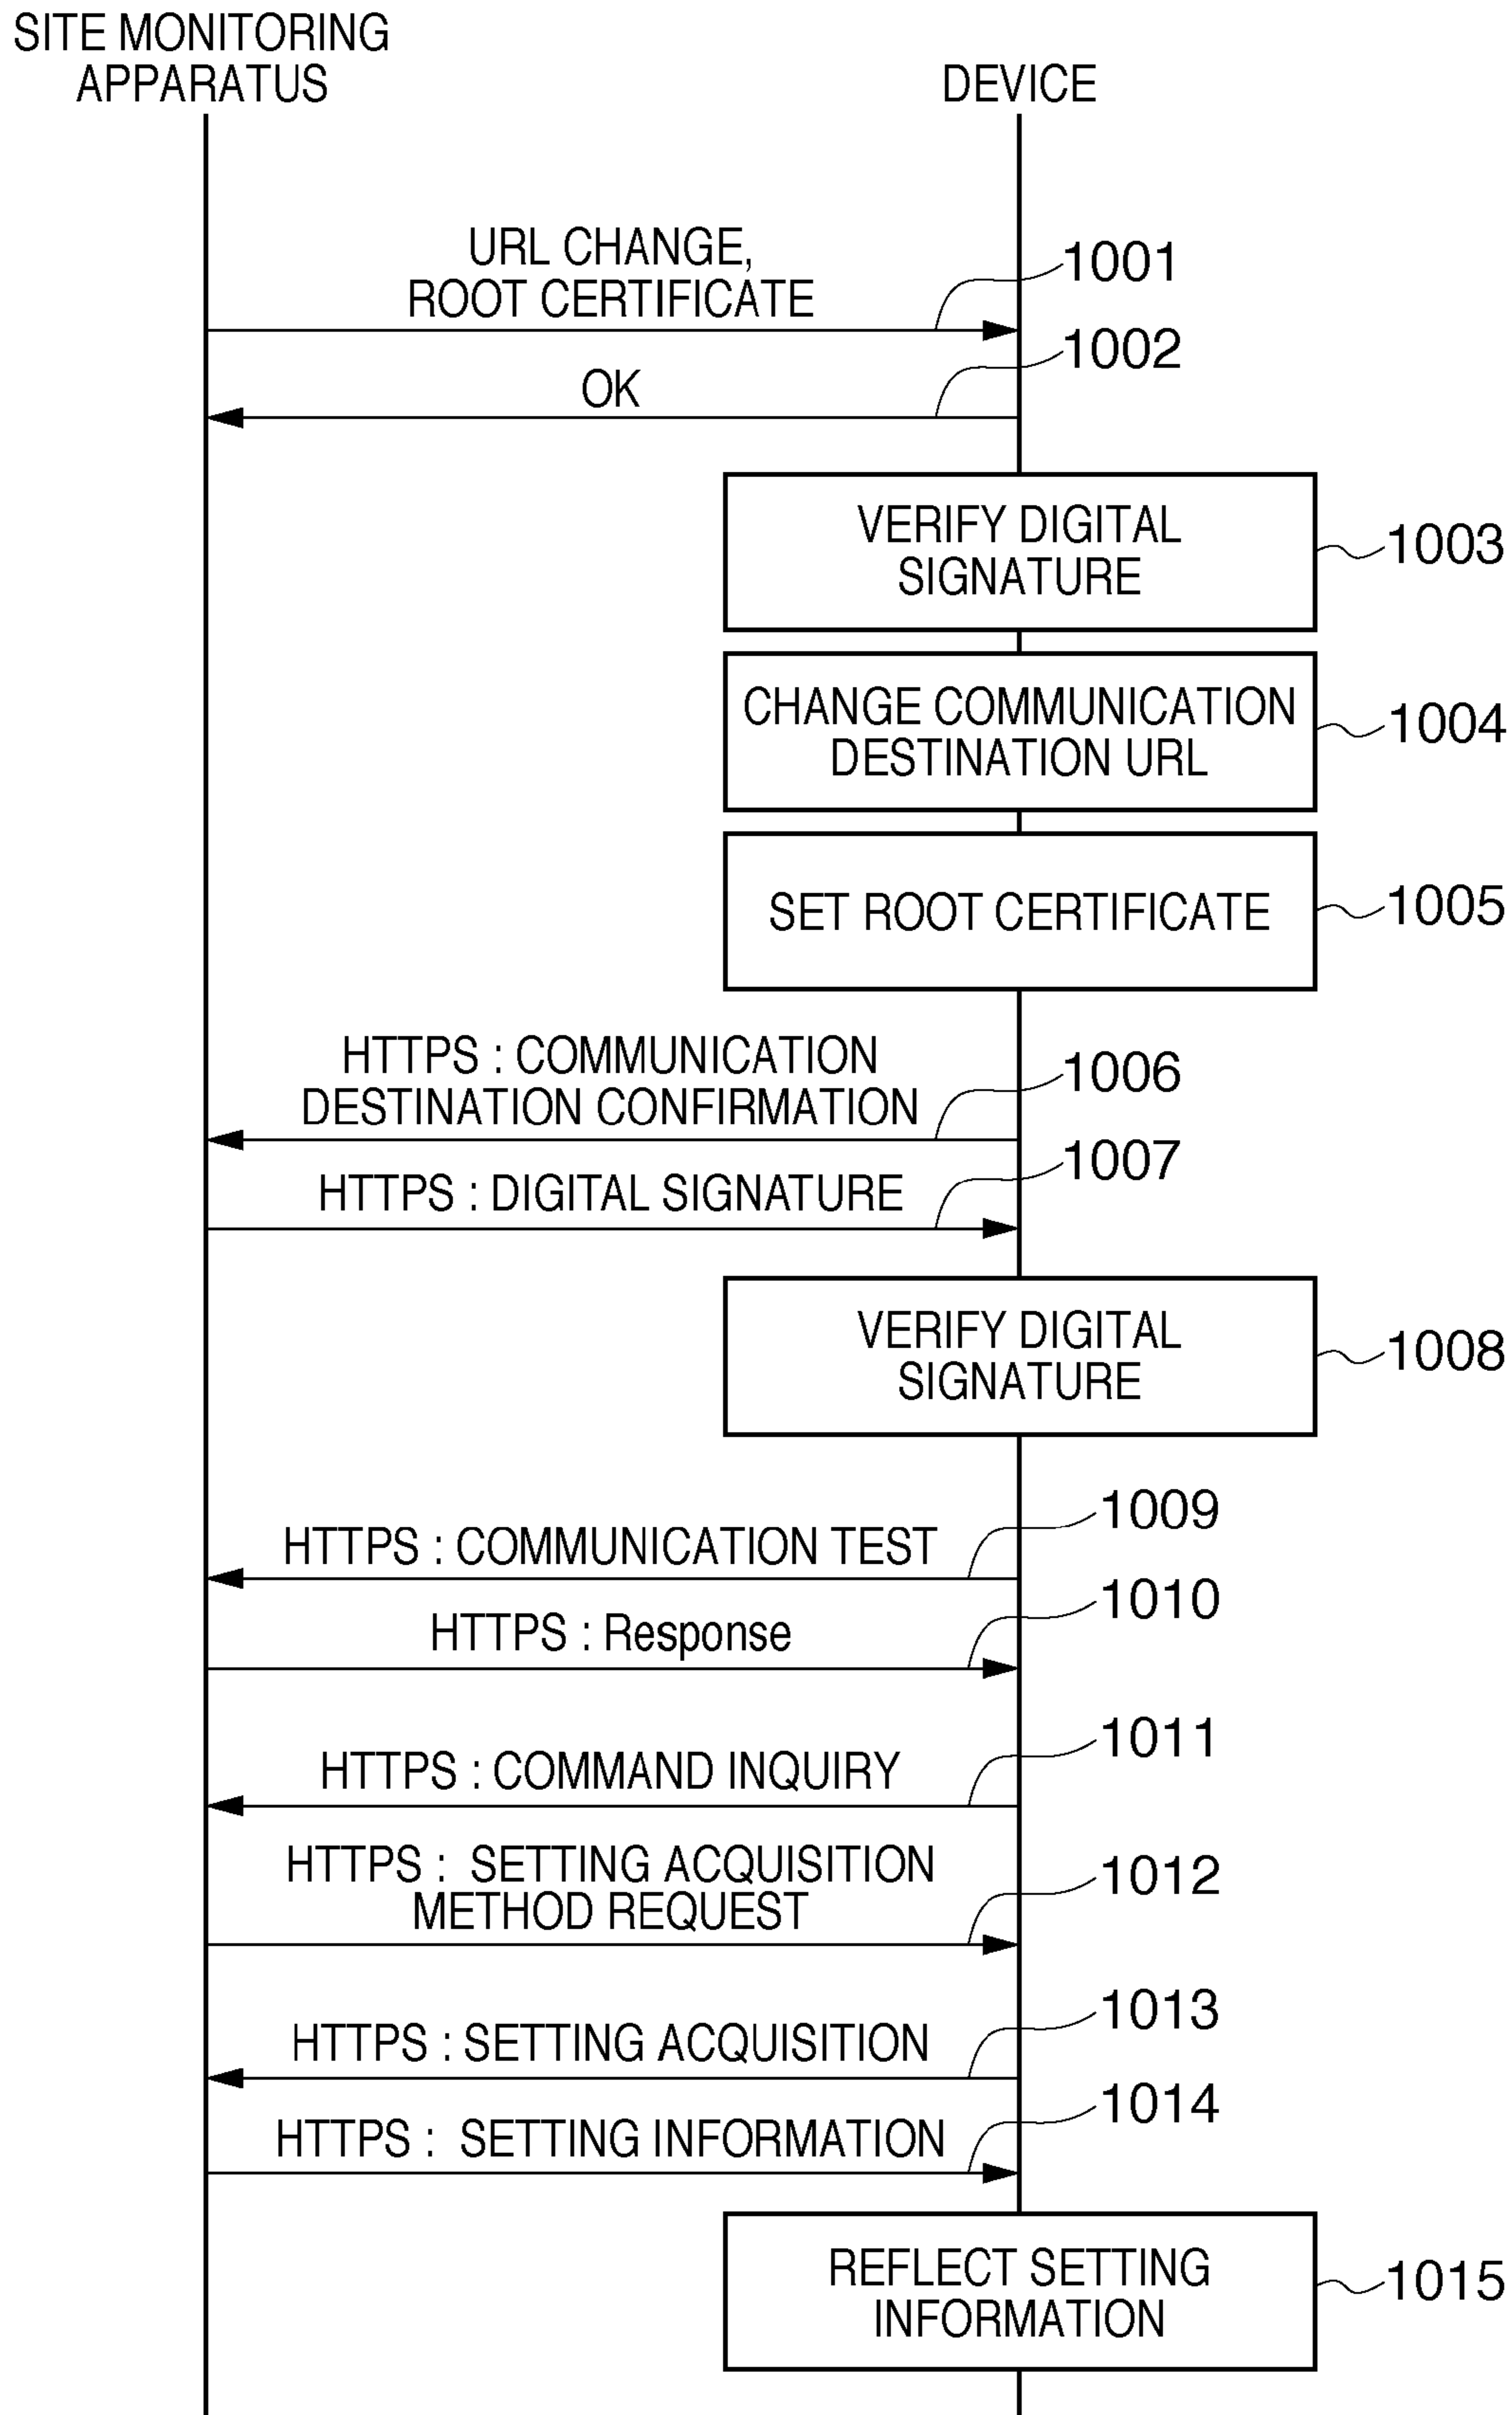 SITE MONITORING
APPARATUS
DEVICE
URL CHANGE,
ROOT CERTIFICATE
1001
1002
OK
VERIFY DIGITAL
SIGNATURE
1003
CHANGE COMMUNICATION
DESTINATION URL
1004
SET ROOT CERTIFICATE
1005
HTTPS : COMMUNICATION
DESTINATION CONFIRMATION
1006
1007
HTTPS : DIGITAL SIGNATURE
VERIFY DIGITAL
SIGNATURE
1008
1009
HTTPS : COMMUNICATION TEST
1010
HTTPS : Response
1011
HTTPS : COMMAND INQUIRY
HTTPS : SETTING ACQUISITION
METHOD REQUEST
1012
1013
HTTPS : SETTING ACQUISITION
1014
HTTPS : SETTING INFORMATION
REFLECT SETTING
INFORMATION
1015